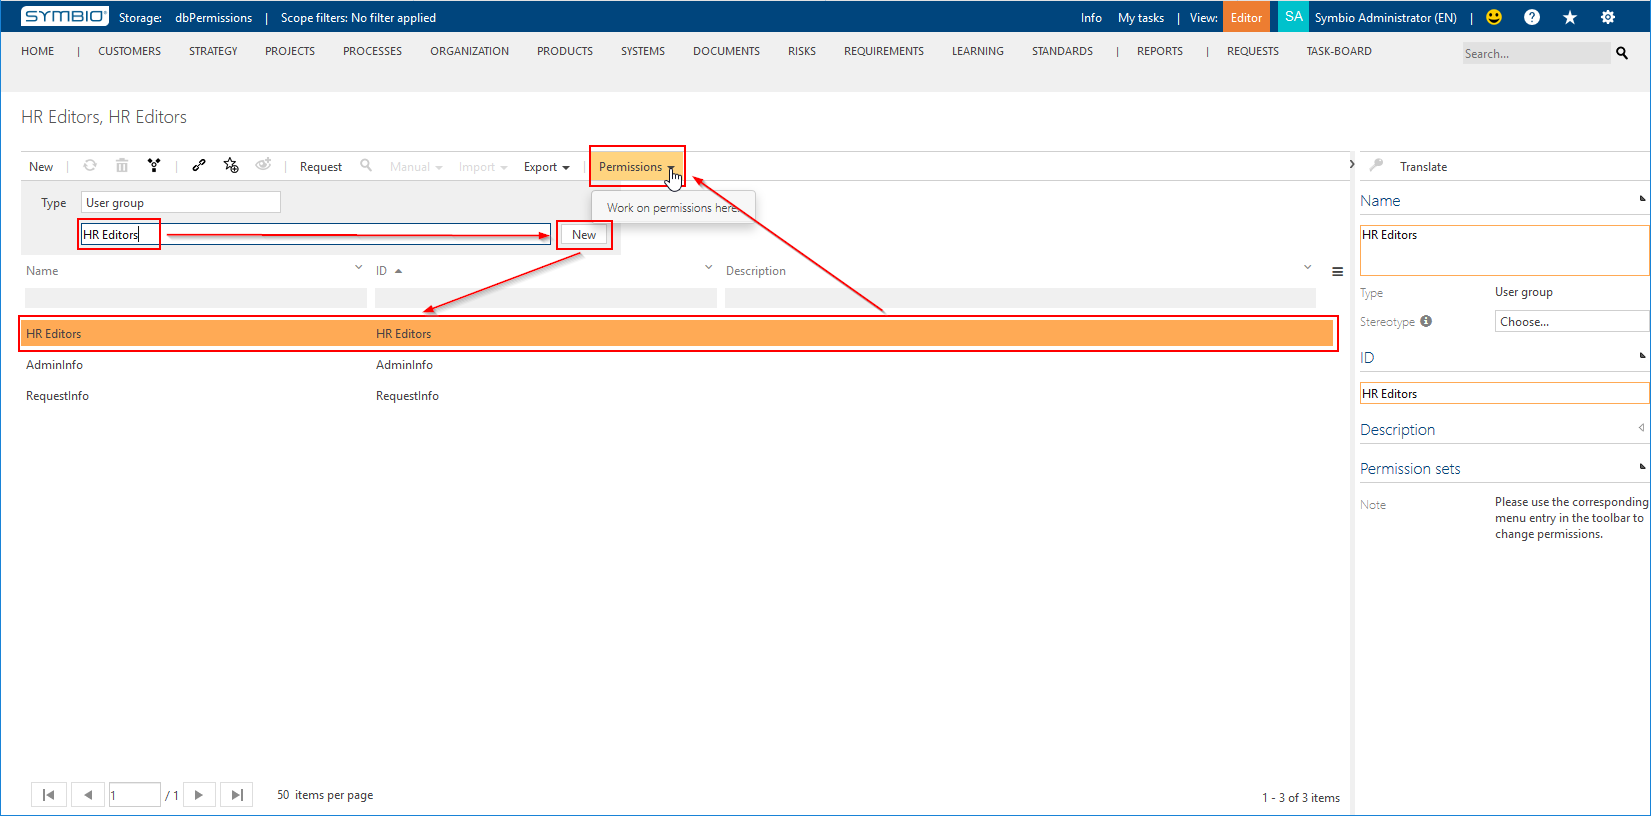 SYMBIO Storage: dbPermissions | Scope filters: No filter applied Info My tasks | View: Editor SA Symbio Administrator (EN) |
HOME | CUSTOMERS STRATEGY PROJECTS PROCESSES ORGANIZATION PRODUCTS SYSTEMS DOCUMENTS RISKS REQUIREMENTS LEARNING STANDARDS | REPORTS | REQUESTS TASK-BOARD Search...
HR Editors, HR Editors
New Request Manual Import Export Permissions Translate
Type User group
Work on permissions here.
HR Editors New
Name ID Description
HR Editors HR Editors
AdminInfo AdminInfo
RequestInfo RequestInfo
1 / 1 50 items per page
1 - 3 of 3 items
Name
HR Editors
Type User group
Stereotype Choose...
ID
HR Editors
Description
Permission sets
Note Please use the corresponding
menu entry in the toolbar to
change permissions.